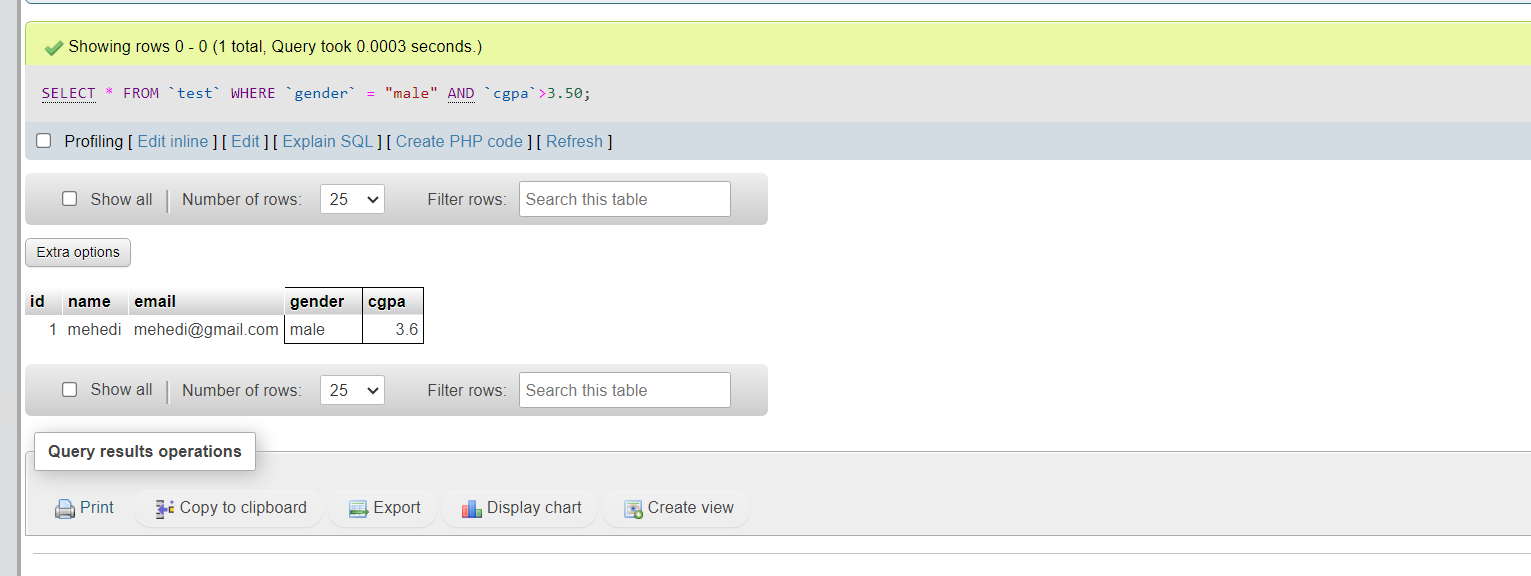 Showing rows 0 - 0 (1 total, Query took 0.0003 seconds.)
SELECT * FROM `test` WHERE `gender` = "male" AND `cgpa`>3.50;
Profiling [ Edit inline ] [ Edit ] [ Explain SQL ] [ Create PHP code ] [ Refresh ]
Show all | Number of rows: 25 Filter rows: Search this table
Extra options
id name email gender cgpa
1 mehedi mehedi@gmail.com male 3.6
Show all | Number of rows: 25 Filter rows: Search this table
Query results operations
Print Copy to clipboard Export Display chart Create view